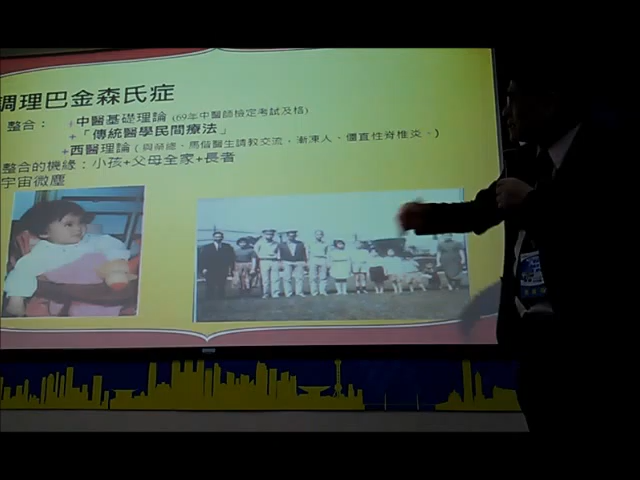 調理巴金森氏症
整合： +中醫基礎理論 (69年中醫師檢定考試及格)
+「傳統醫學民間療法」
+西醫理論 (與榮總、馬偕醫生請教交流, 漸凍人、僵直性脊椎炎。)
整合的機緣：小孩+父母全家+長者
宇宙微塵